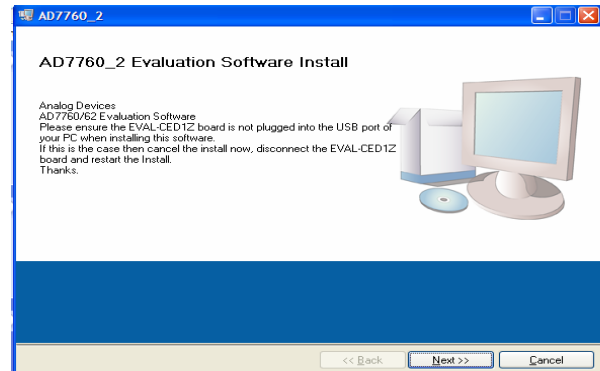 AD7760_2
AD7760_2 Evaluation Software Install
Analog Devices
AD7760/62 Evaluation Software
Please ensure the EVAL-CED1Z board is not plugged into the USB port of
your PC when installing this software.
If this is the case then cancel the install now, disconnect the EVAL-CED1Z
board and restart the Install.
Thanks.
<< Back
Next >>
Cancel